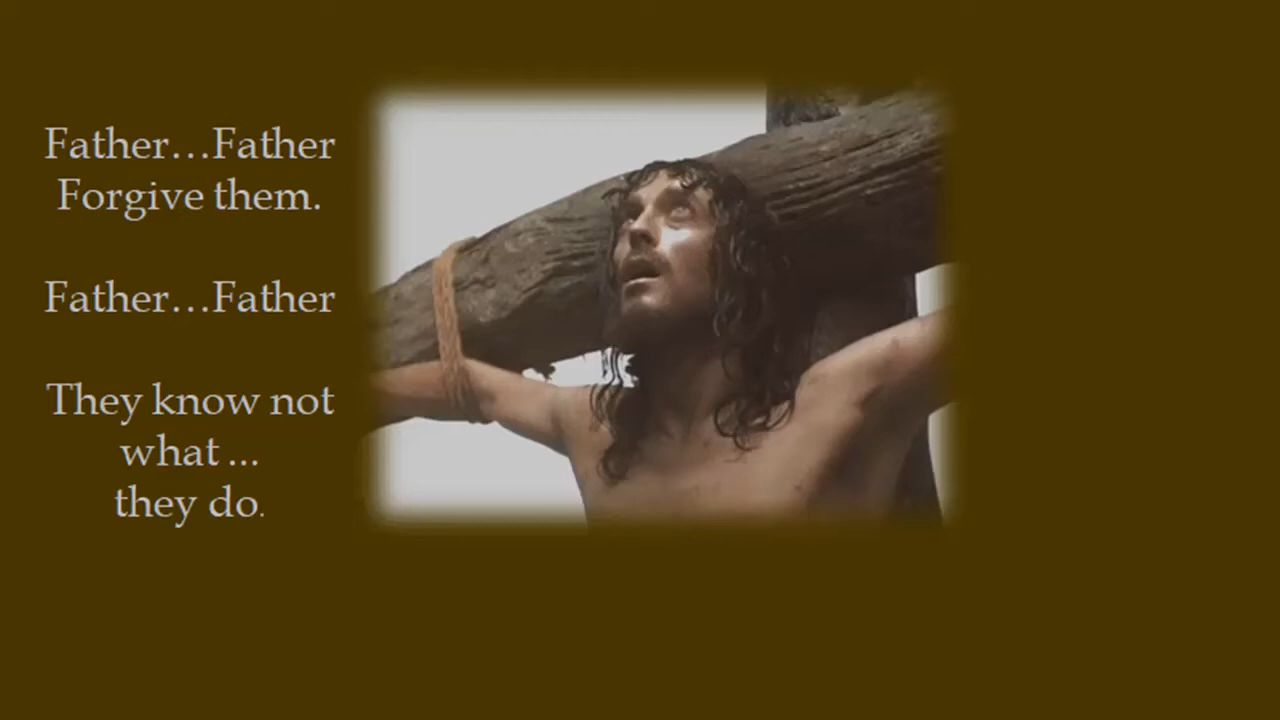 Father…Father
Forgive them.
Father…Father
They know not
what ...
they do.